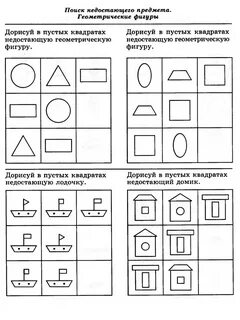 Поиск недостающего предмета.
Геометрические фигуры
Дорисуй в пустых квадратах
недостающую геометрическую
фигуру.
Дорисуй в пустых квадратах
недостающую геометрическую
фигуру.
Дорисуй в пустых квадратах
недостающую лодочку.
Дорисуй в пустых квадратах
недостающий домик.